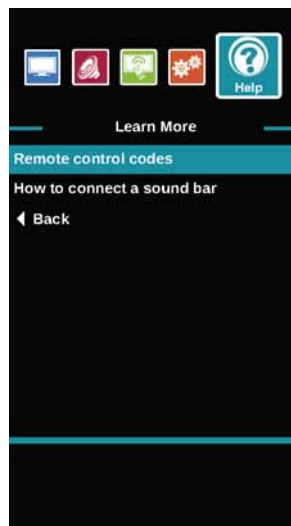 Help
Learn More
Remote control codes
How to connect a sound bar
Back